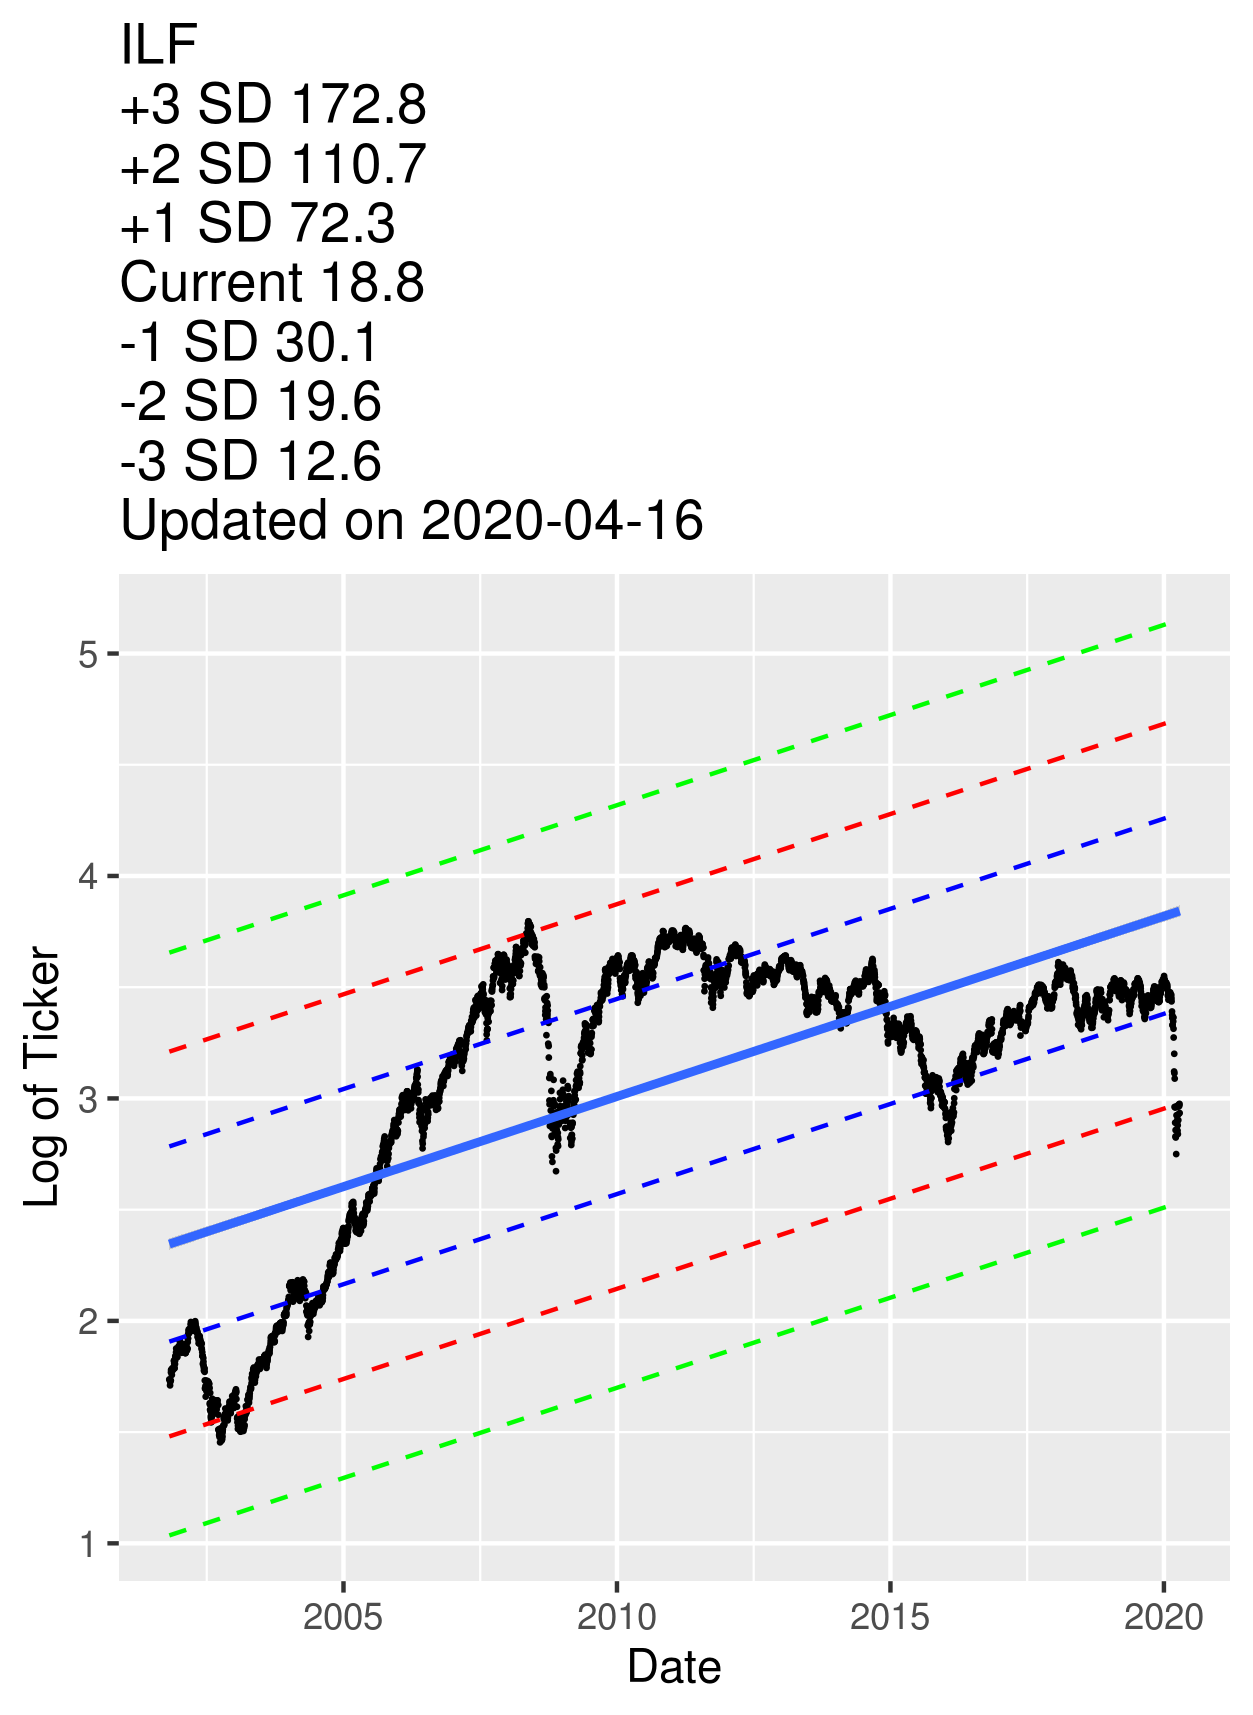 ILF
+3 SD 172.8
+2 SD 110.7
+1 SD 72.3
Current 18.8
-1 SD 30.1
-2 SD 19.6
-3 SD 12.6
Updated on 2020-04-16
Log of Ticker
5
4
3
2
1
2005 2010 2015 2020
Date